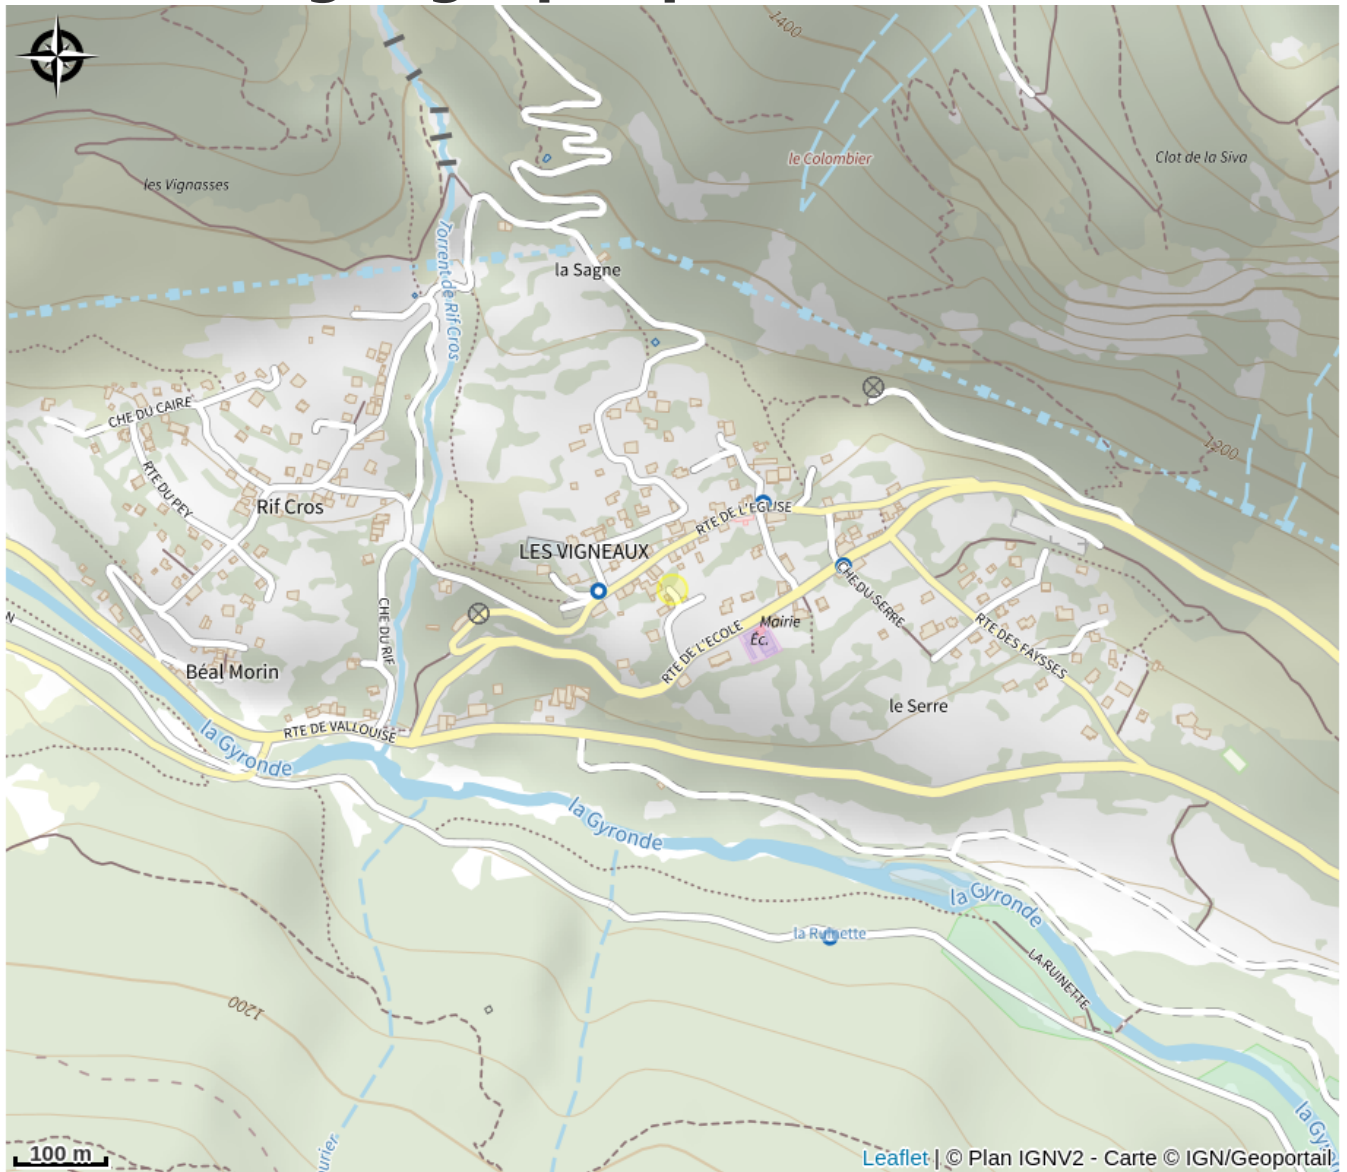 1400
le Colombier
Clot de la Siva
les Vignasses
Torrent de Rif Cros
la Sagne
CHE DU CAIRE
1200
RTE DU PEY
Rif Cros
RTE DE L'EGLISE
LES VIGNEAUX
CHE DU SERRE
CHE DU RIF
RTE DE L'ECOLE
Mairie
Éc.
RTE DES FAYSSES
Béal Morin
le Serre
RTE DE VALLOUISE
la Gyronde
la Gyronde
la Gyronde
la Ruinette
LA RUINETTE
1200
100 m
Leaflet | © Plan IGNV2 - Carte © IGN/Geoportail